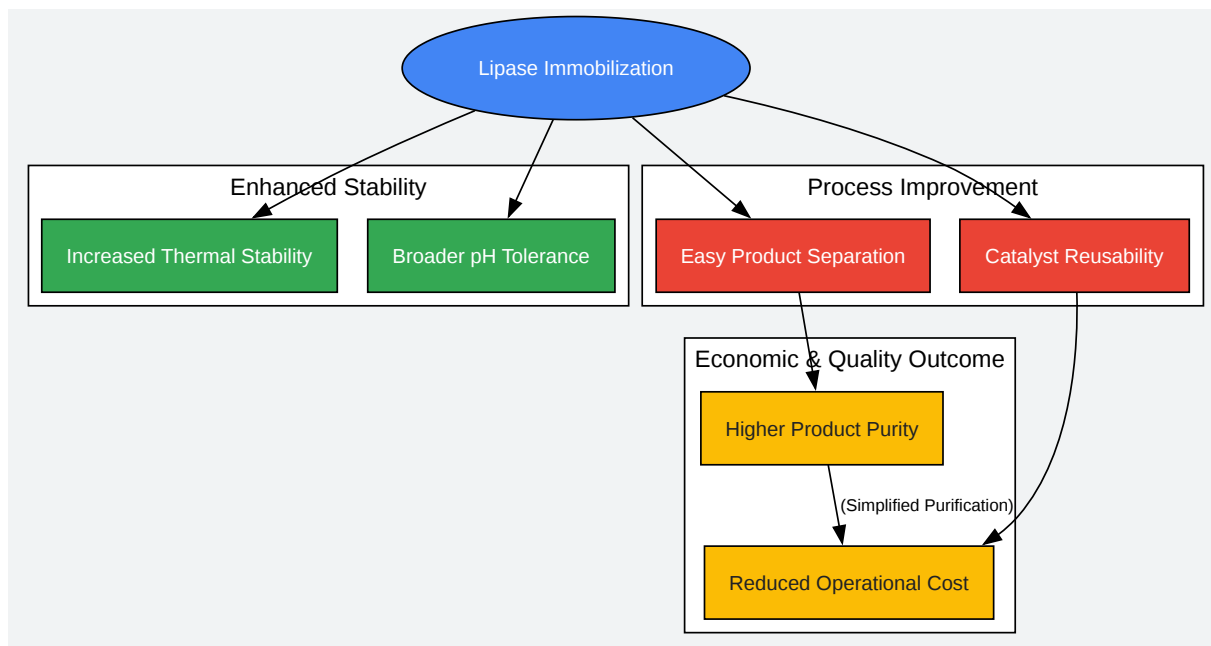 Lipase Immobilization
Enhanced Stability
Process Improvement
Increased Thermal Stability
Broader pH Tolerance
Easy Product Separation
Catalyst Reusability
Economic & Quality Outcome
Higher Product Purity
(Simplified Purification)
Reduced Operational Cost